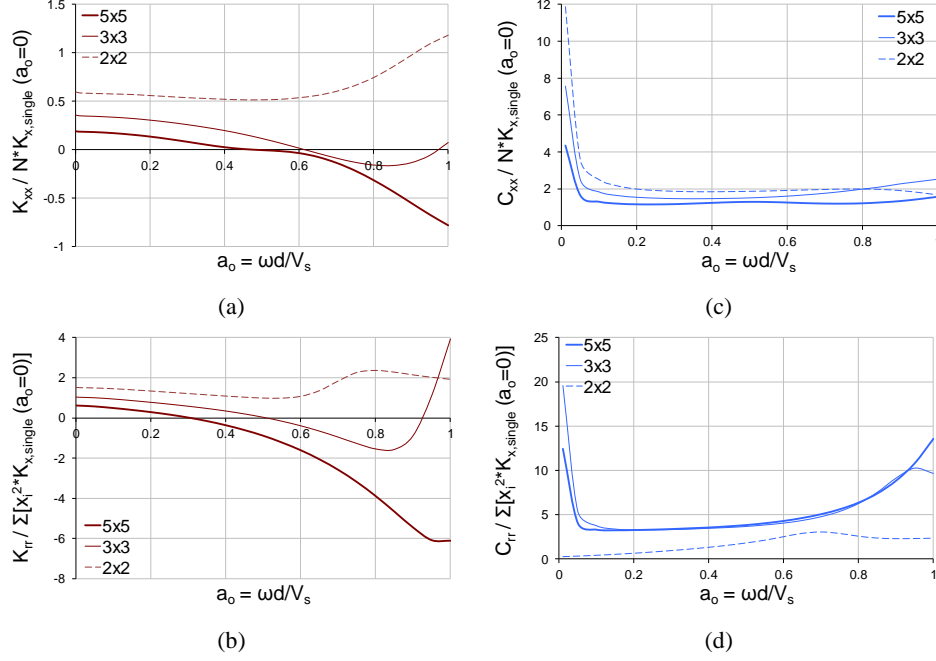 K_xx / N*K_x,single (a_o=0)
1.5
1
0.5
0
-0.5
-1
5x5
3x3
2x2
0 0.2 0.4 0.6 0.8 1
a_o = ωd/V_s
(a)
C_xx / N*K_x,single (a_o=0)
12
10
8
6
4
2
0
5x5
3x3
2x2
0 0.2 0.4 0.6 0.8 1
a_o = ωd/V_s
(c)
K_rr / Σ[x_i²*K_x,single (a_o=0)]
4
2
0
-2
-4
-6
-8
0 0.2 0.4 0.6 0.8 1
5x5
3x3
2x2
a_o = ωd/V_s
(b)
C_rr / Σ[x_i²*K_x,single (a_o=0)]
25
20
15
10
5
0
5x5
3x3
2x2
0 0.2 0.4 0.6 0.8 1
a_o = ωd/V_s
(d)